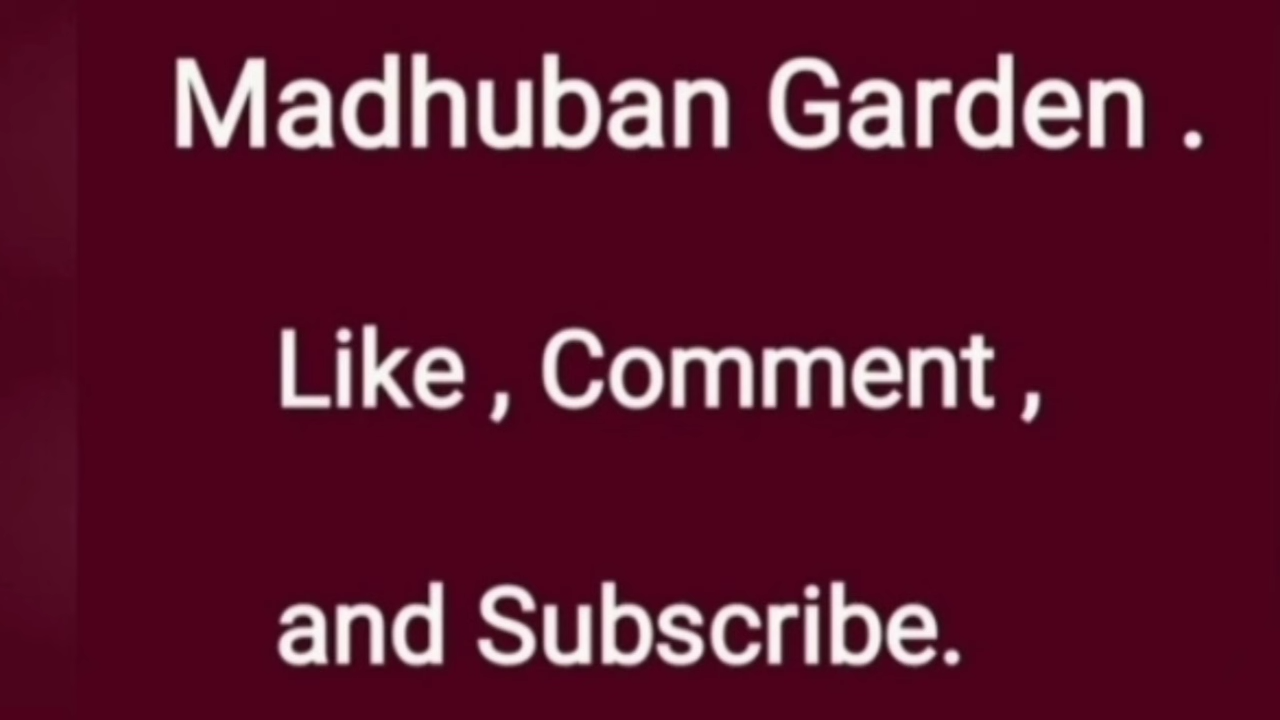 Madhuban Garden .
Like , Comment ,
and Subscribe.